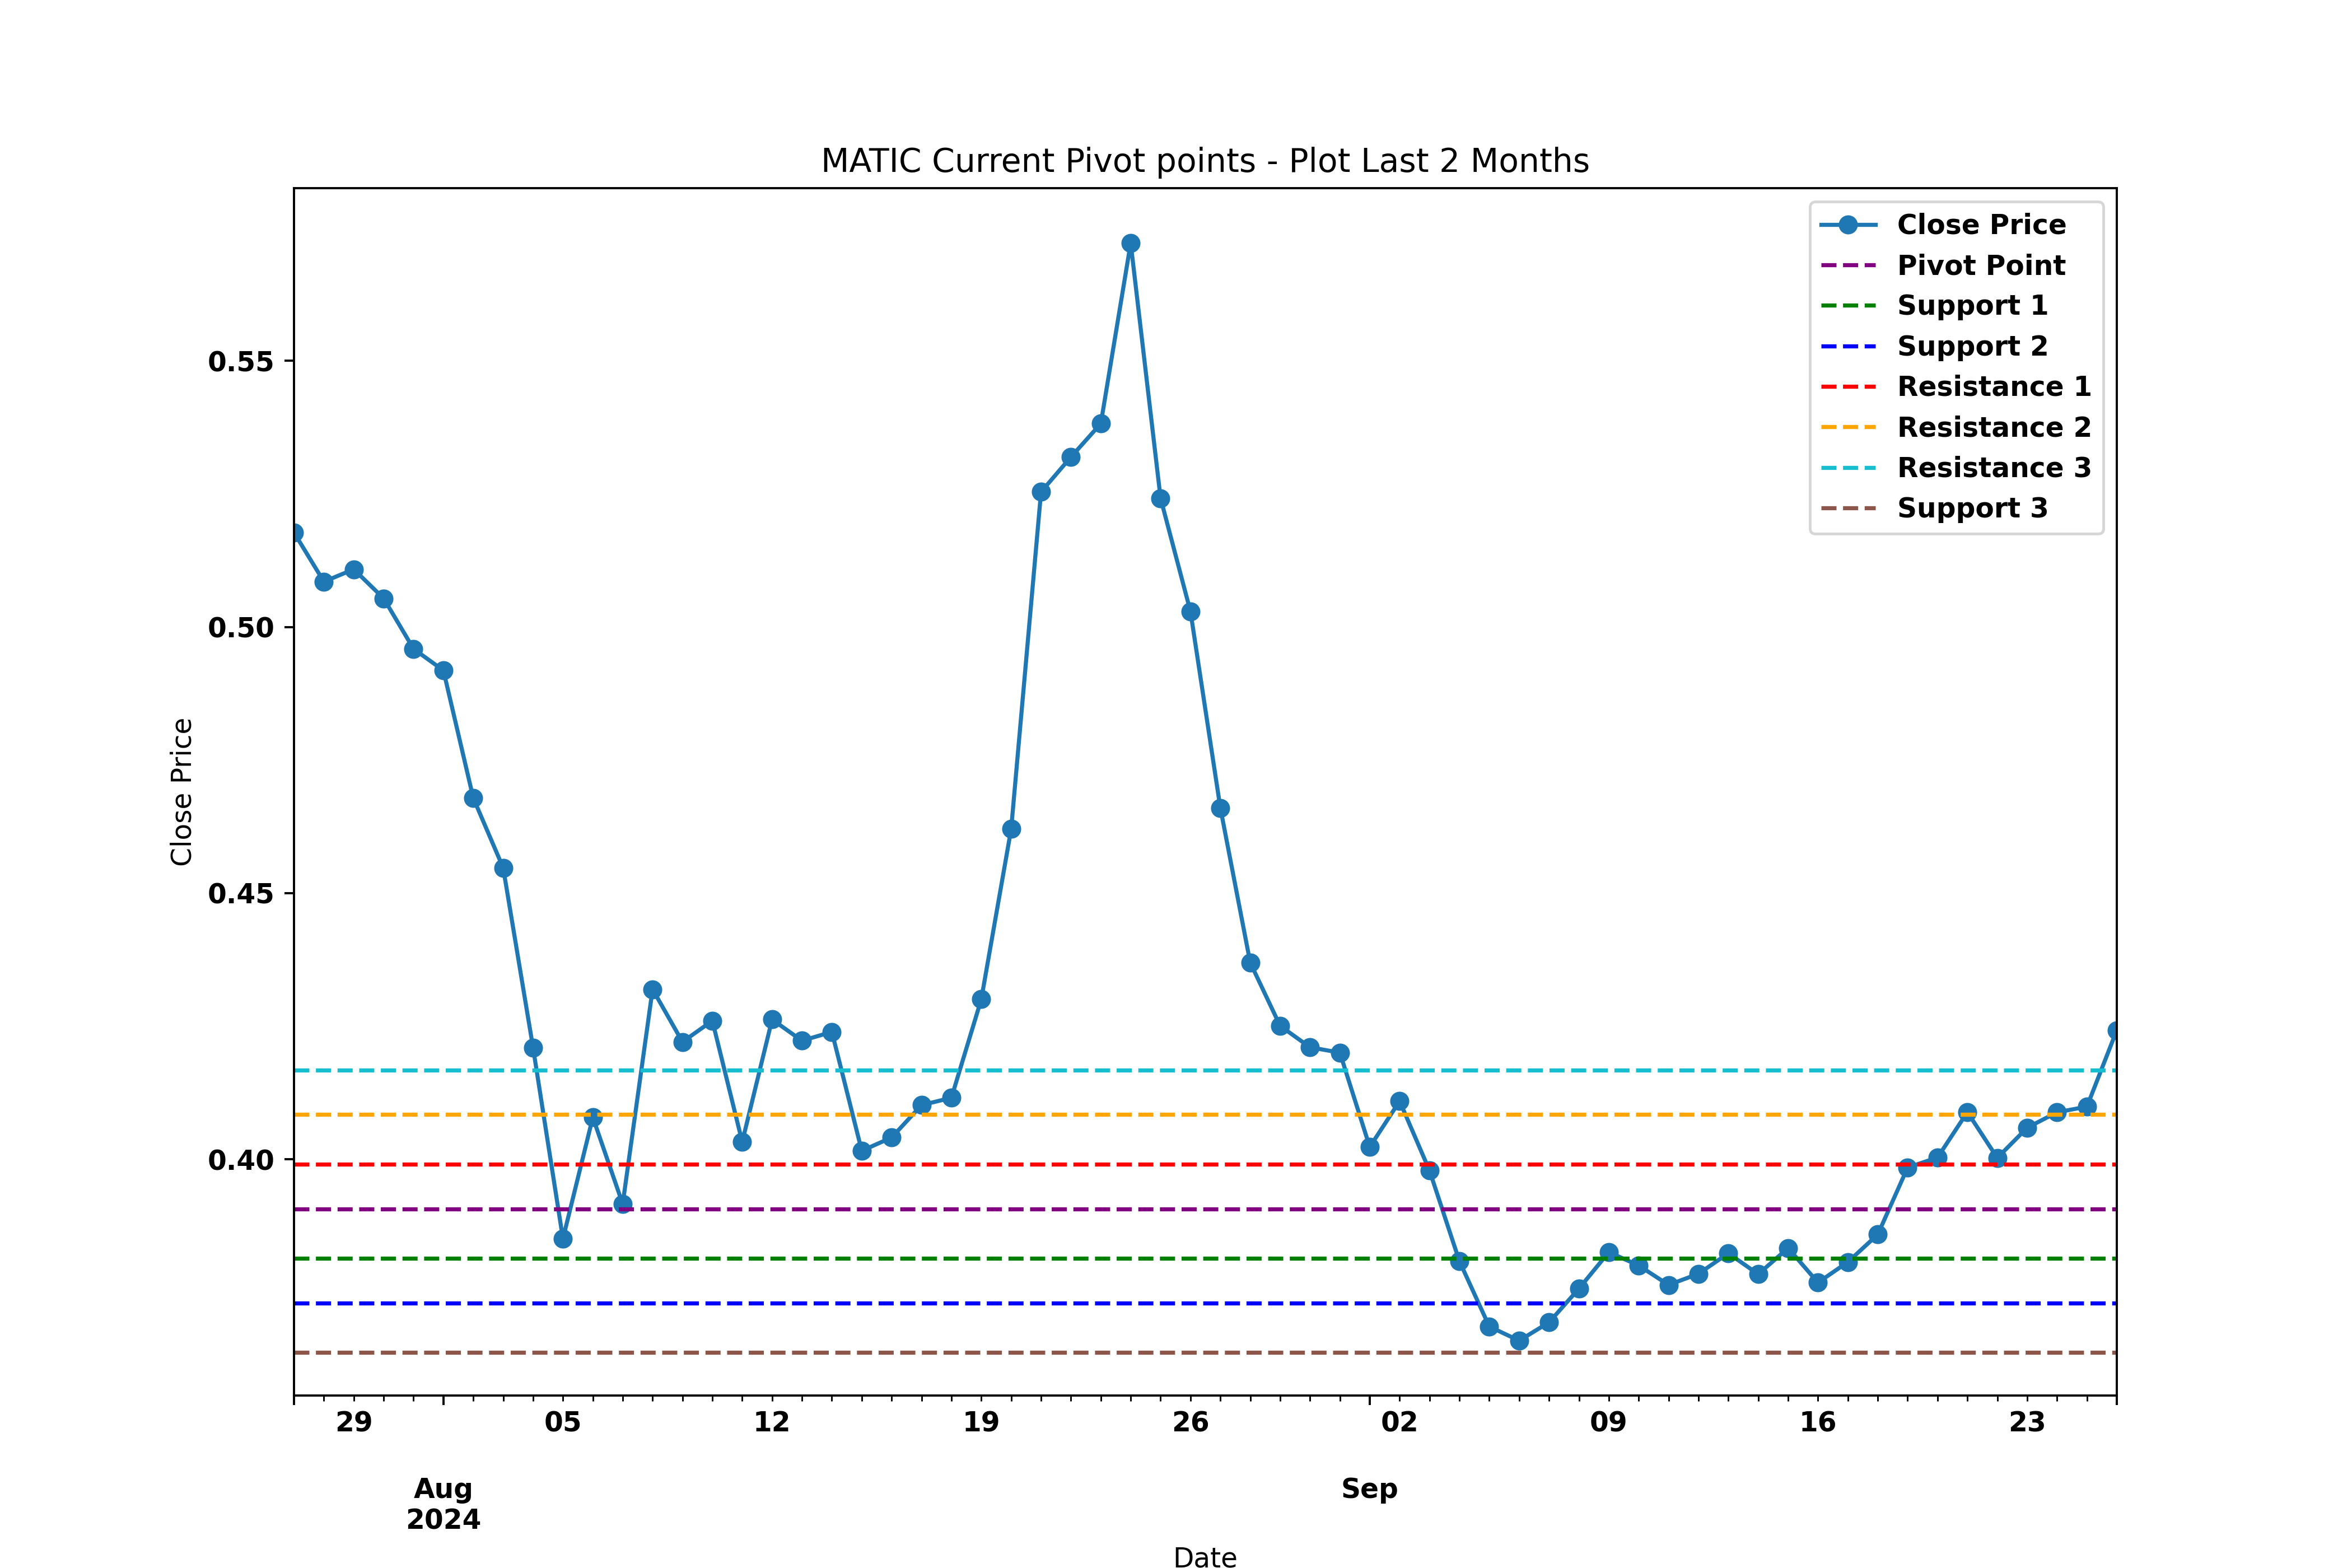 MATIC Current Pivot points - Plot Last 2 Months
Close Price
Pivot Point
Support 1
Support 2
Resistance 1
Resistance 2
Resistance 3
Support 3
0.55
0.50
0.45
0.40
Close Price
29 05 12 19 26 02 09 16 23
Aug Sep
2024
Date